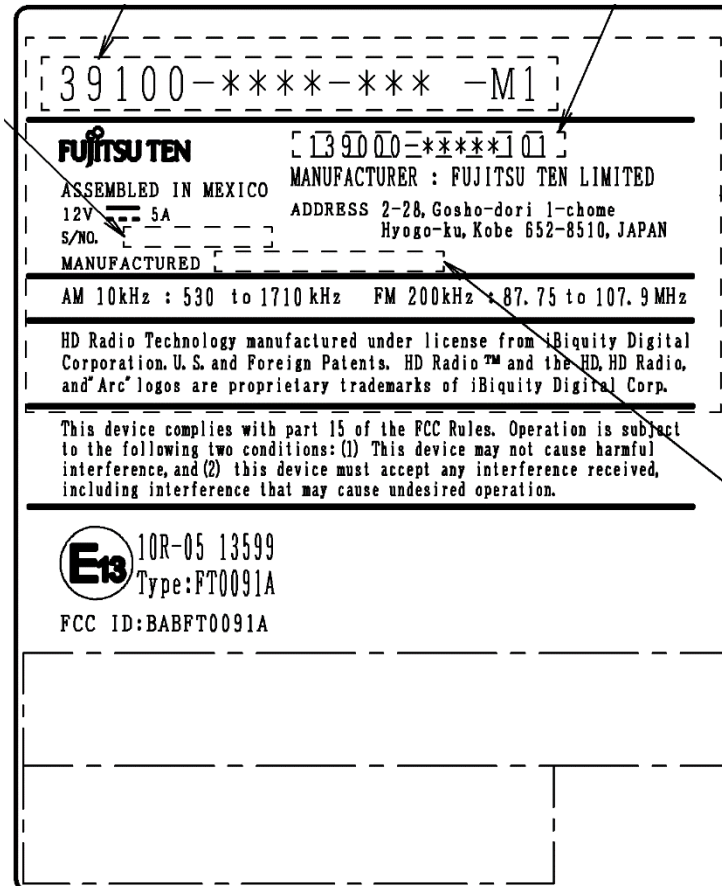 39100-****-*** -M1
FUJITSU TEN
139000-*****101
MANUFACTURER : FUJITSU TEN LIMITED
ASSEMBLED IN MEXICO
12V 5A
ADDRESS 2-28, Gosho-dori 1-chome
Hyogo-ku, Kobe 652-8510, JAPAN
S/NO.
MANUFACTURED
AM 10kHz : 530 to 1710 kHz FM 200kHz : 87.75 to 107.9 MHz
HD Radio Technology manufactured under license from iBiquity Digital
Corporation. U.S. and Foreign Patents. HD Radio ™ and the HD, HD Radio,
and"Arc" logos are proprietary trademarks of iBiquity Digital Corp.
This device complies with part 15 of the FCC Rules. Operation is subject
to the following two conditions: (1) This device may not cause harmful
interference, and (2) this device must accept any interference received,
including interference that may cause undesired operation.
E13
10R-05 13599
Type:FT0091A
FCC ID:BABFT0091A